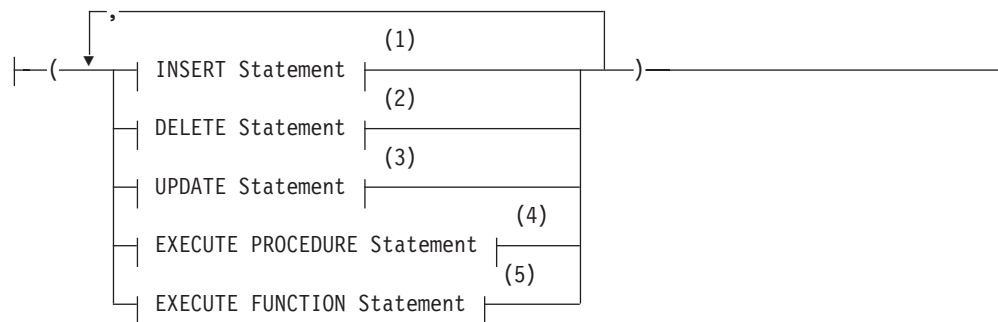 ,
(1)
( INSERT Statement )
(2)
DELETE Statement
(3)
UPDATE Statement
(4)
EXECUTE PROCEDURE Statement
(5)
EXECUTE FUNCTION Statement